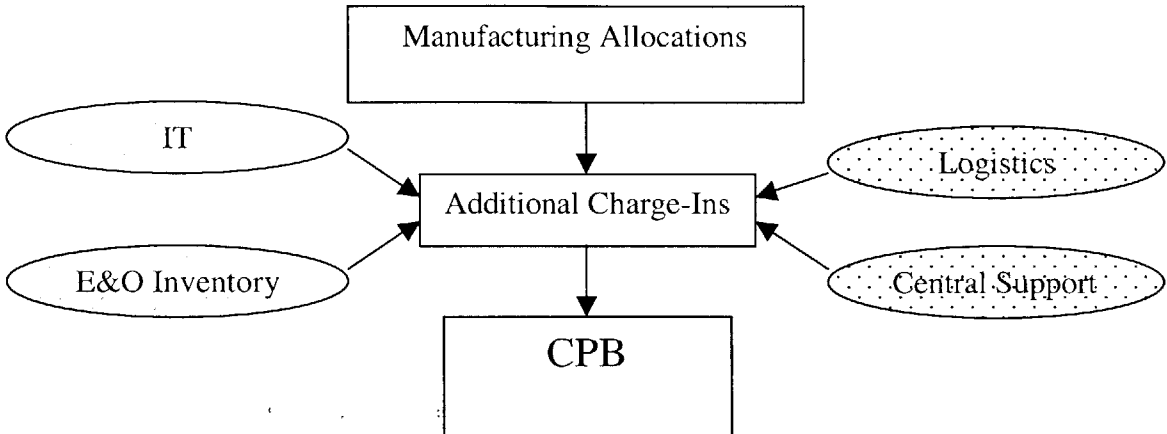 Manufacturing Allocations
IT
Logistics
Additional Charge-Ins
E&O Inventory
Central Support
CPB